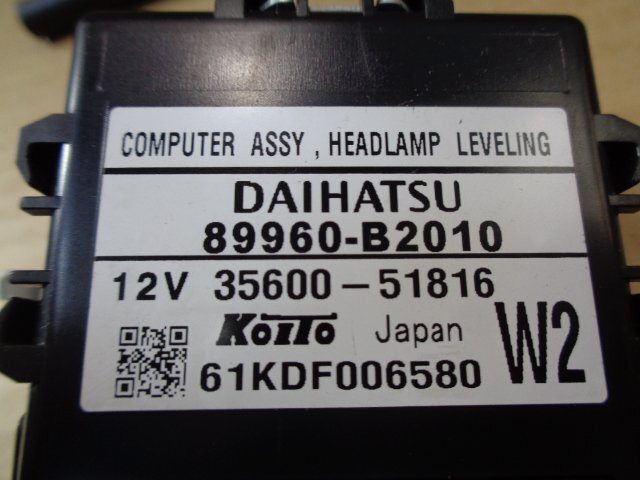 COMPUTER ASSY , HEADLAMP LEVELING
DAIHATSU
89960-B2010
12V 35600-51816
KOITO Japan
61KDF006580 W2